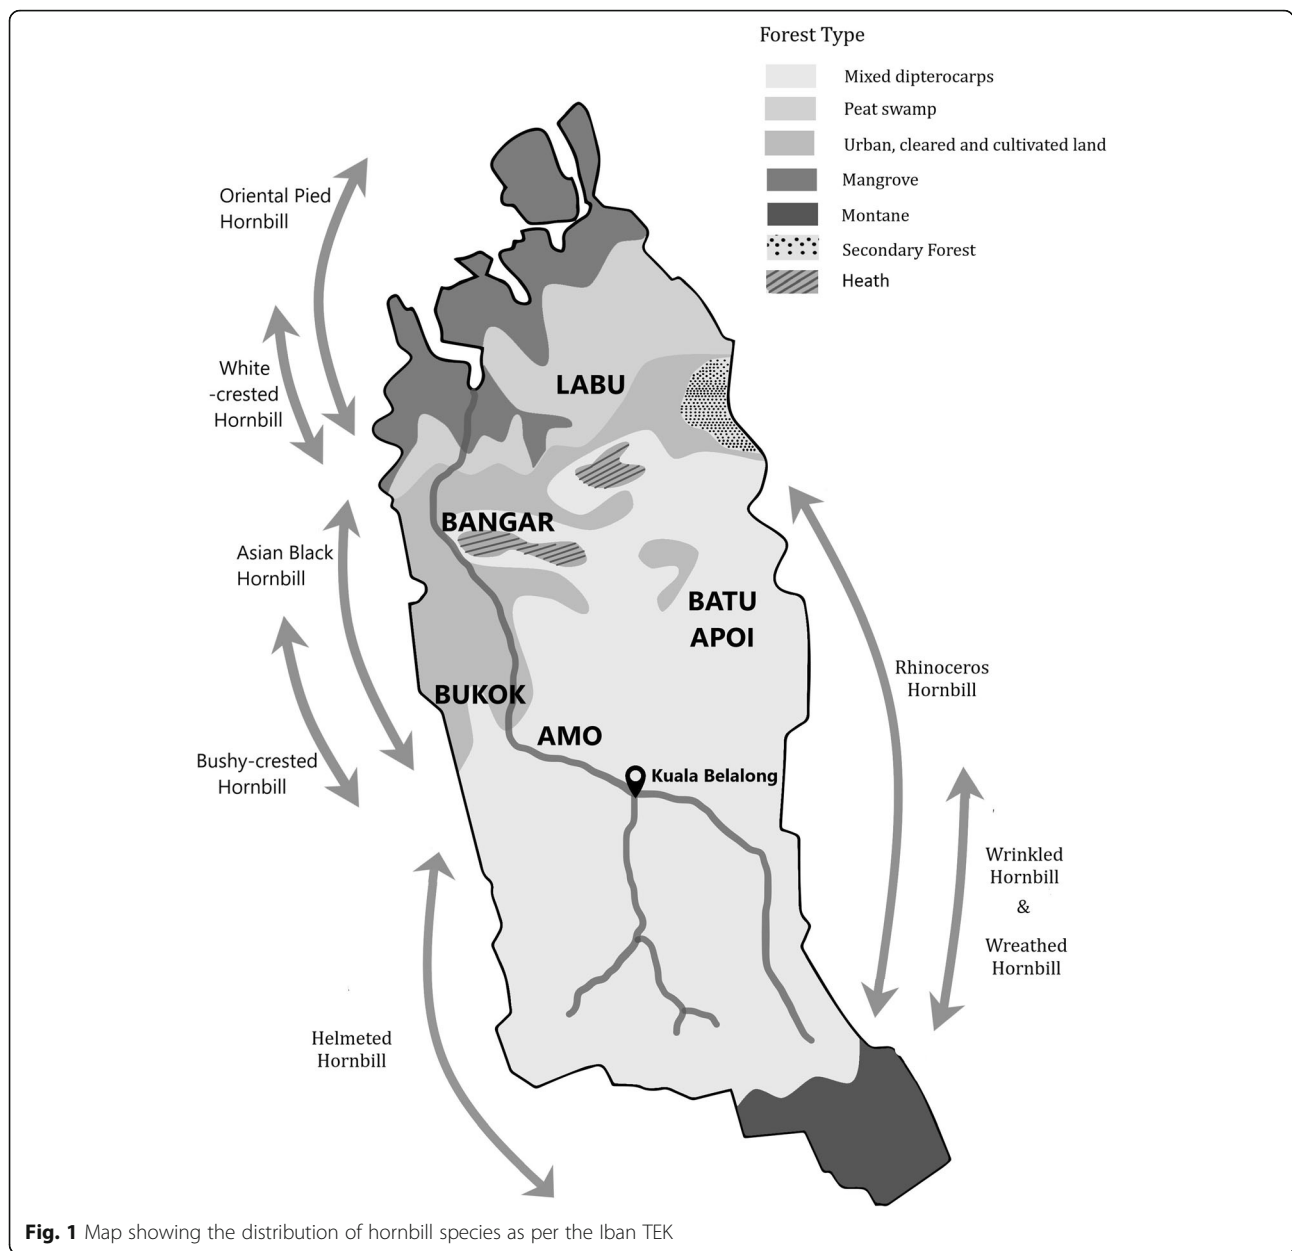 Forest Type
Mixed dipterocarps
Peat swamp
Urban, cleared and cultivated land
Mangrove
Montane
Secondary Forest
Heath
Oriental Pied
Hornbill
White
-crested
Hornbill
LABU
BANGAR
Asian Black
Hornbill
BATU
APOI
Rhinoceros
Hornbill
BUKOK
AMO
Bushy-crested
Hornbill
Kuala Belalong
Wrinkled
Hornbill
&
Wreathed
Hornbill
Helmeted
Hornbill
Fig. 1 Map showing the distribution of hornbill species as per the Iban TEK